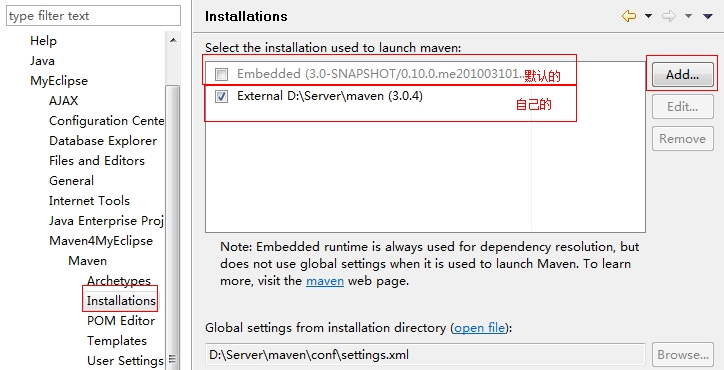 type filter text
Help
Java
MyEclipse
AJAX
Configuration Cente
Database Explorer
Files and Editors
General
Internet Tools
Java Enterprise Proj
Maven4MyEclipse
Maven
Archetypes
Installations
POM Editor
Templates
User Settings
Installations
Select the installation used to launch maven:
Embedded (3.0-SNAPSHOT/0.10.0.me201003101... 默认的
External D:\Server\maven (3.0.4) 自己的
Add...
Edit...
Remove
Note: Embedded runtime is always used for dependency resolution, but
does not use global settings when it is used to launch Maven. To learn
more, visit the maven web page.
Global settings from installation directory (open file):
D:\Server\maven\conf\settings.xml
Browse...